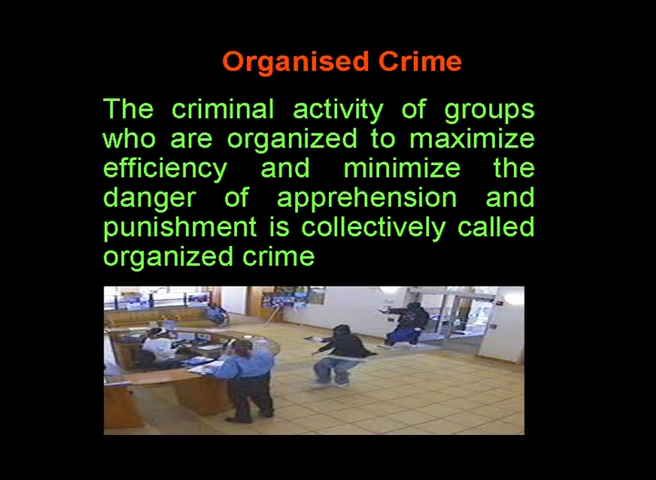 Organised Crime
The criminal activity of groups
who are organized to maximize
efficiency and minimize the
danger of apprehension and
punishment is collectively called
organized crime